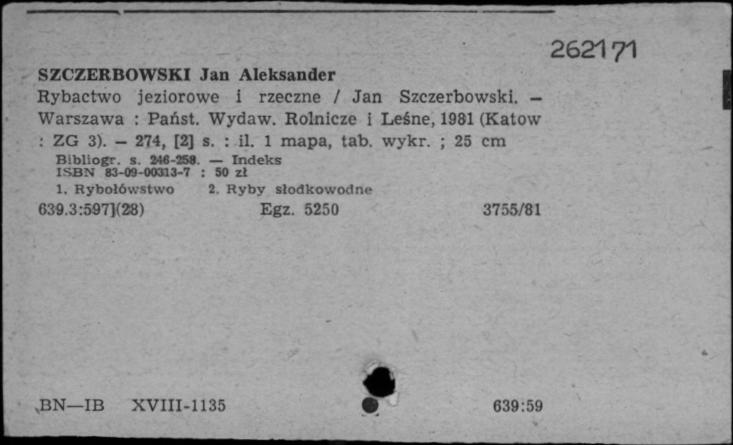 262171
SZCZERBOWSKI Jan Aleksander
Rybactwo jeziorowe i rzeczne / Jan Szczerbowski. —
Warszawa : Państ. Wydaw. Rolnicze i Leśne, 1981 (Katow
: ZG 3). — 274, [2] s. : il. 1 mapa, tab. wykr. ; 25 cm
Bibliogr. s. 246-258. — Indeks
ISBN 83-09-00313-7 : 50 zł
1. Rybołówstwo 2. Ryby słodkowodne
639.3:597](28) Egz. 5250 3755/81
BN—IB XVIII-1135 639:59